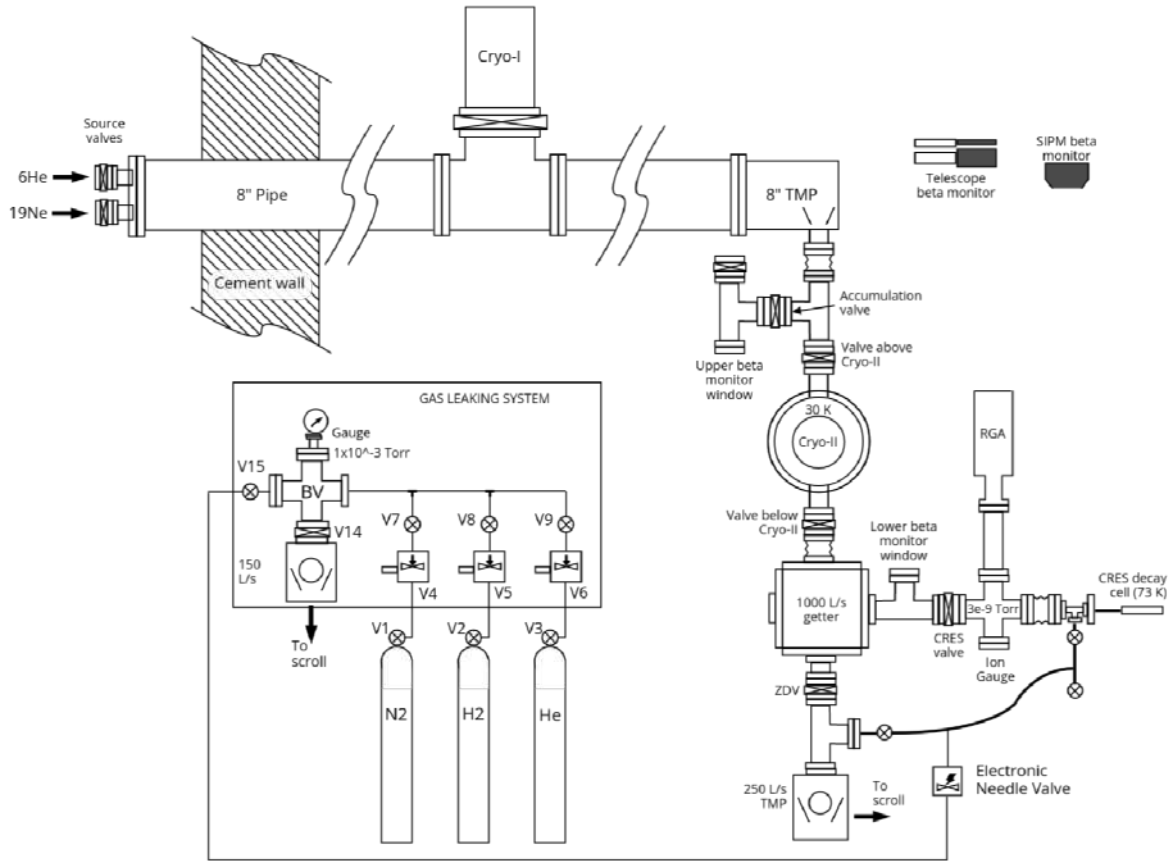 Cryo-I
Source
valves
6He
19Ne
8" Pipe
8" TMP
Telescope
beta monitor
SIPM beta
monitor
Cement wall
Accumulation
valve
Valve above
Cryo-II
Upper beta
monitor
window
GAS LEAKING SYSTEM
Gauge
1x10^-3 Torr
V15
BV
V14
150
L/s
V7
V8
V9
V4
V5
V6
To
scroll
V1
V2
V3
N2
H2
He
30 K
Cryo-II
RGA
Valve below
Cryo-II
Lower beta
monitor
window
1000 L/s
getter
3e-9 Torr
CRES decay
cell (73 K)
CRES
valve
Ion
Gauge
ZDV
250 L/s
TMP
To
scroll
Electronic
Needle Valve